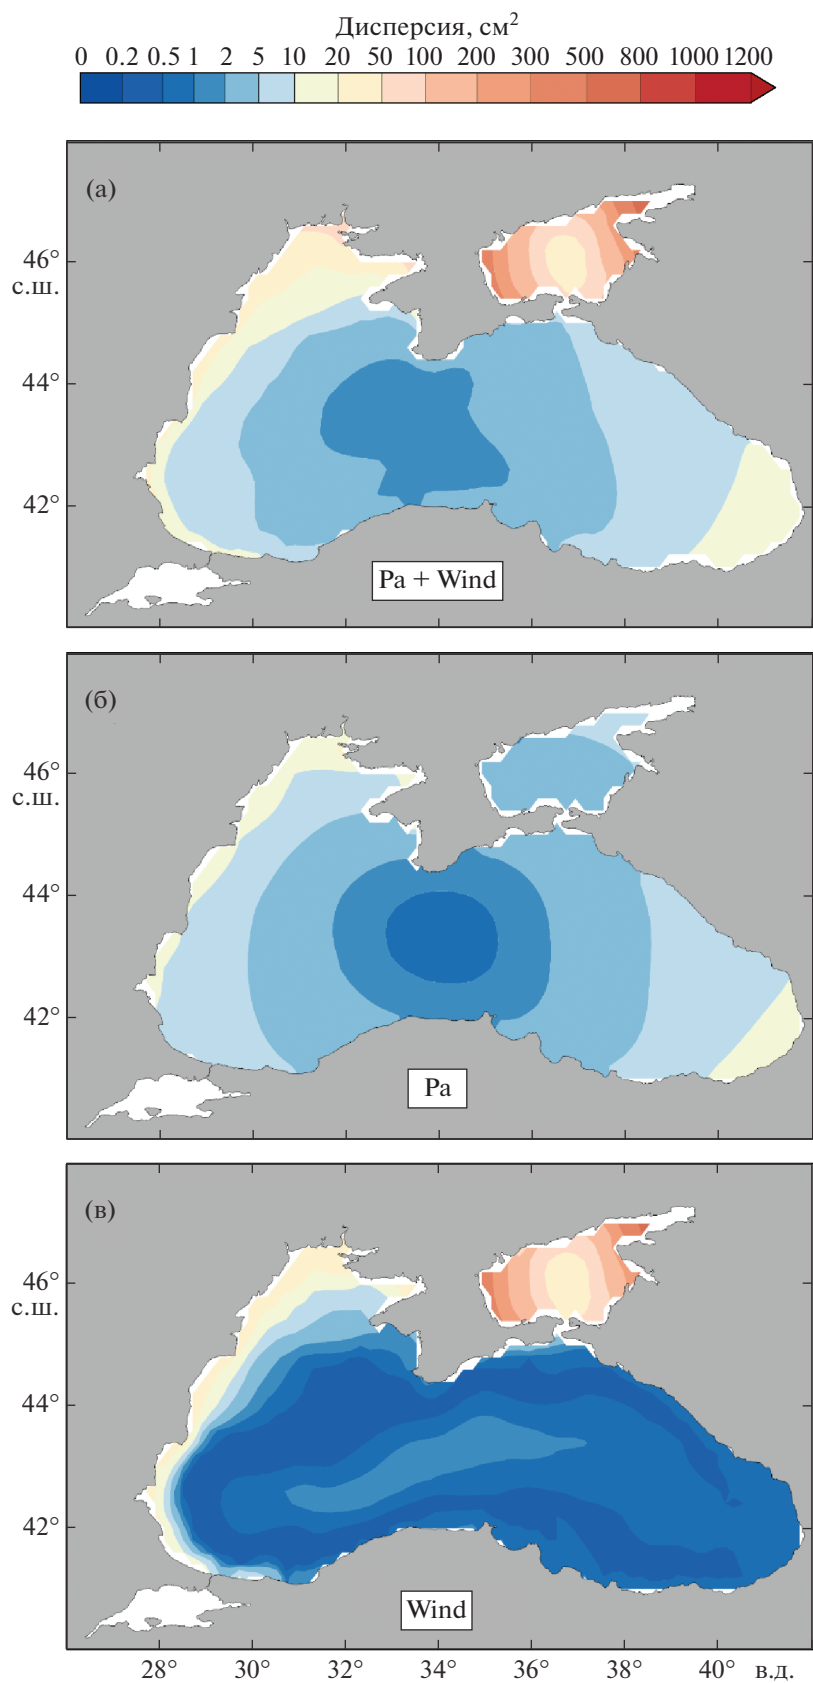 Дисперсия, см²
0 0.2 0.5 1 2 5 10 20 50 100 200 300 500 800 1000 1200
(а)
46°
с.ш.
44°
42°
Pa + Wind
(б)
46°
с.ш.
44°
42°
Pa
(в)
46°
с.ш.
44°
42°
Wind
28° 30° 32° 34° 36° 38° 40° в.д.